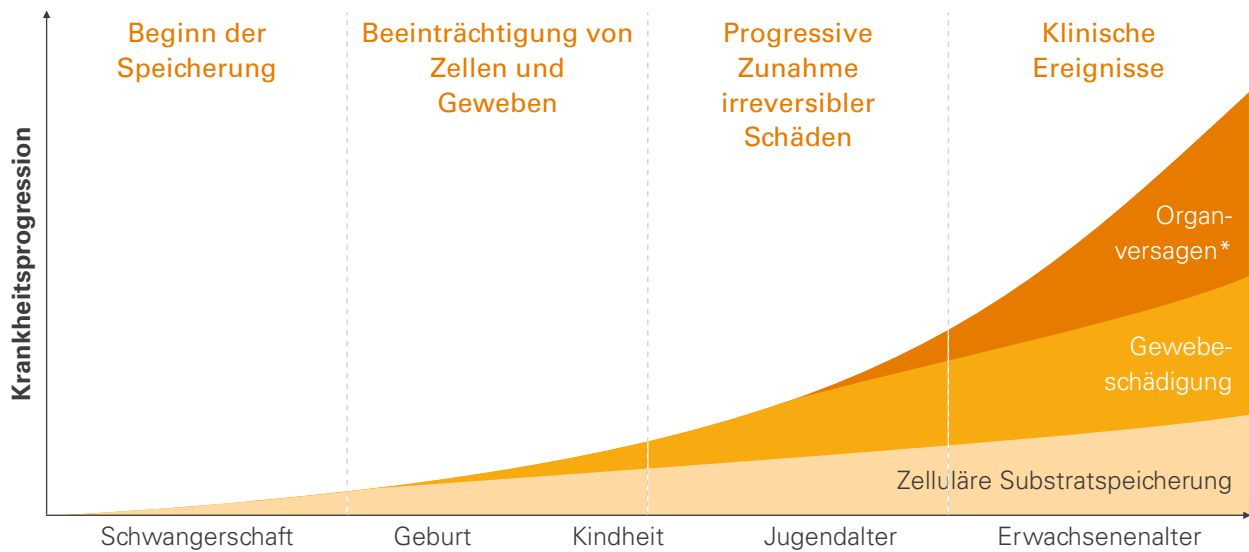 Beginn der
Speicherung
Beeinträchtigung von
Zellen und
Geweben
Progressive
Zunahme
irreversibler
Schäden
Klinische
Ereignisse
Krankheitsprogression
Organ-
versagen*
Gewebe-
schädigung
Zelluläre Substratspeicherung
Schwangerschaft
Geburt
Kindheit
Jugendalter
Erwachsenenalter